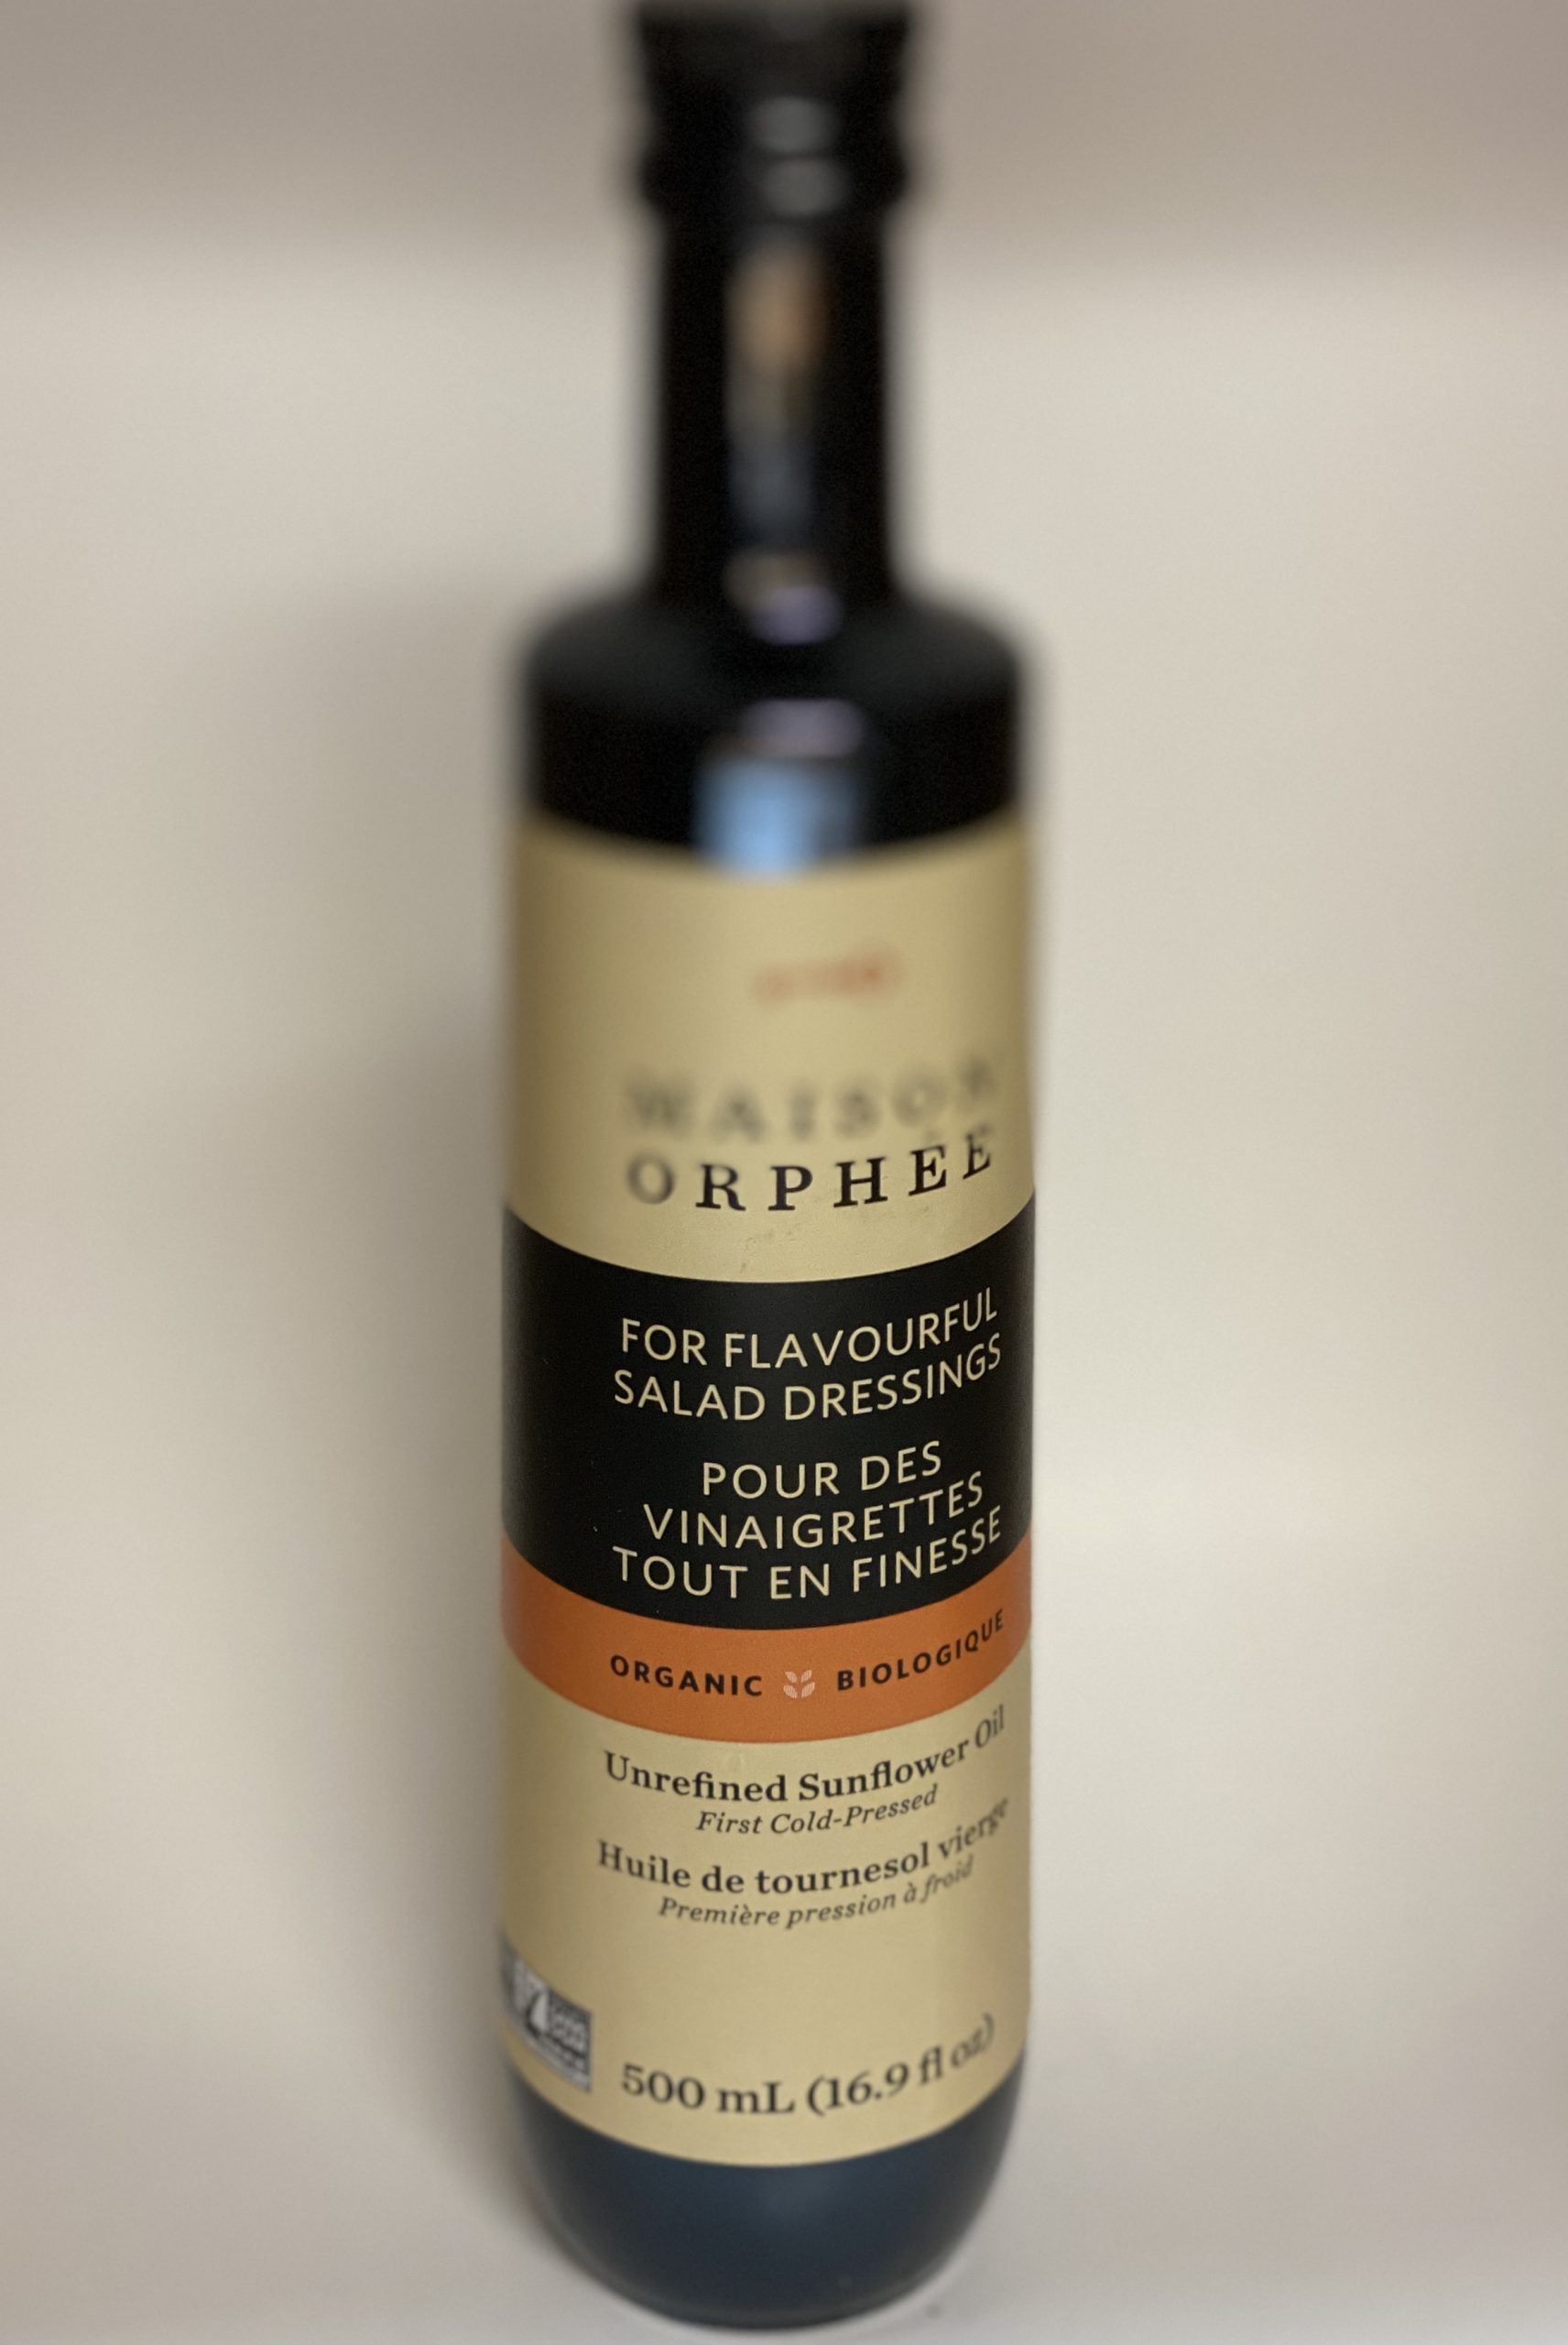 MAISON
ORPHÉE
FOR FLAVOURFUL
SALAD DRESSINGS
POUR DES
VINAIGRETTES
TOUT EN FINESSE
ORGANIC BIOLOGIQUE
Unrefined Sunflower Oil
First Cold-Pressed
Huile de tournesol vierge
Première pression à froid
500 mL (16.9 fl oz)